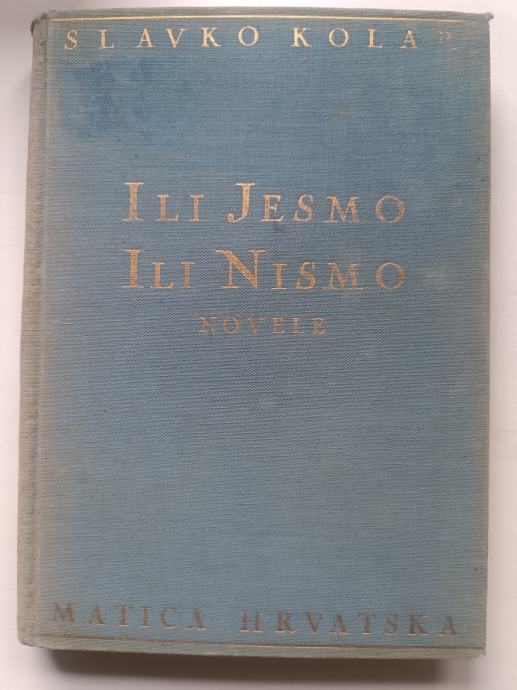 SLAVKO KOLAR
ILI JESMO
ILI NISMO
NOVELE
MATICA HRVATSKA